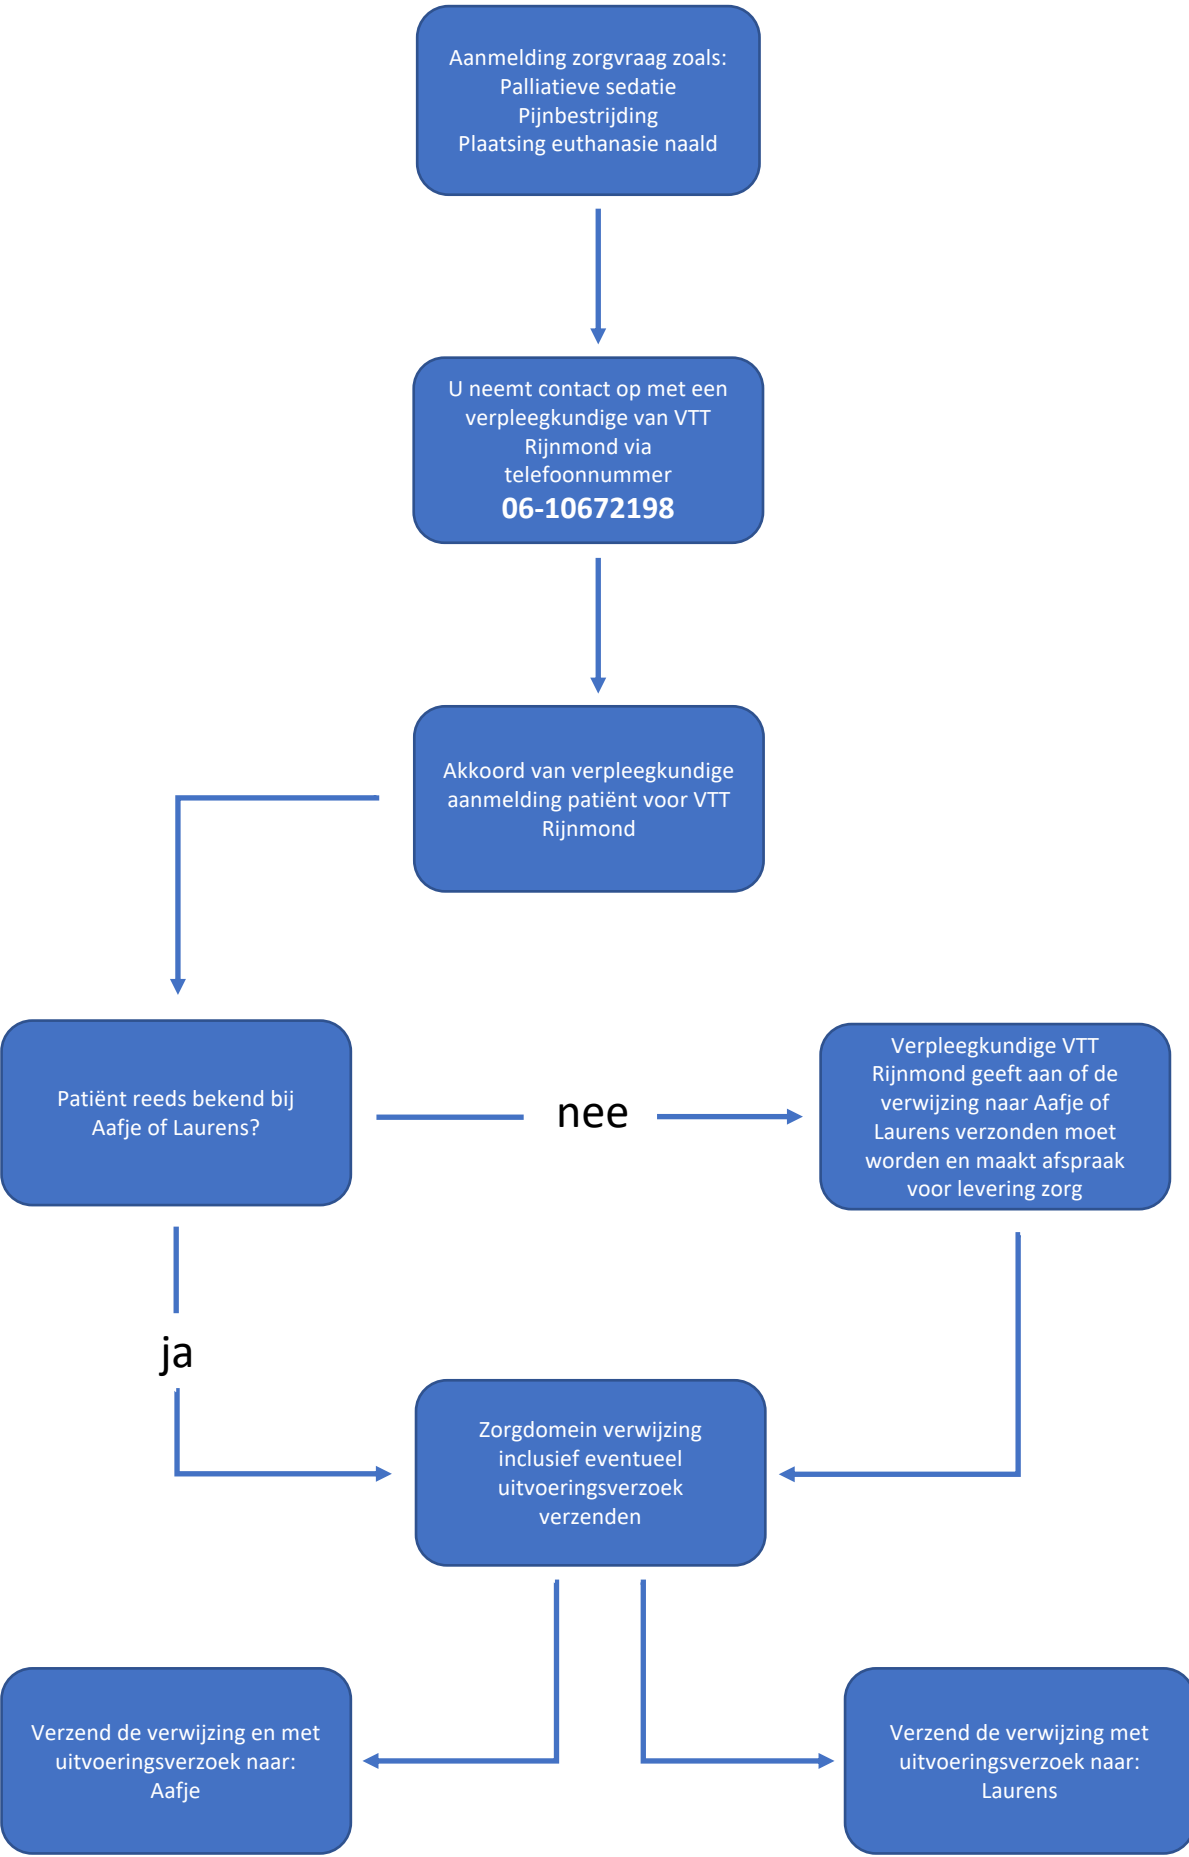 Aanmelding zorgvraag zoals:
Palliatieve sedatie
Pijnbestrijding
Plaatsing euthanasie naald
U neemt contact op met een
verpleegkundige van VTT
Rijnmond via
telefoonnummer
06-10672198
Akkoord van verpleegkundige
aanmelding patiënt voor VTT
Rijnmond
Patiënt reeds bekend bij
Aafje of Laurens?
nee
Verpleegkundige VTT
Rijnmond geeft aan of de
verwijzing naar Aafje of
Laurens verzonden moet
worden en maakt afspraak
voor levering zorg
ja
Zorgdomein verwijzing
inclusief eventueel
uitvoeringsverzoek
verzenden
Verzend de verwijzing en met
uitvoeringsverzoek naar:
Aafje
Verzend de verwijzing met
uitvoeringsverzoek naar:
Laurens